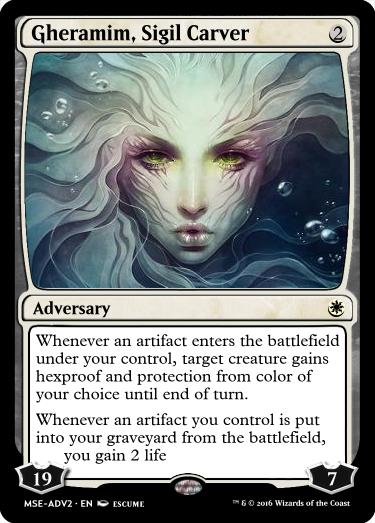 Gheramim, Sigil Carver 2
Adversary
Whenever an artifact enters the battlefield
under your control, target creature gains
hexproof and protection from color of
your choice until end of turn.
Whenever an artifact you control is put
into your graveyard from the battlefield,
you gain 2 life
19 7
MSE-ADV2 • EN ESCUME ™ & © 2016 Wizards of the Coast